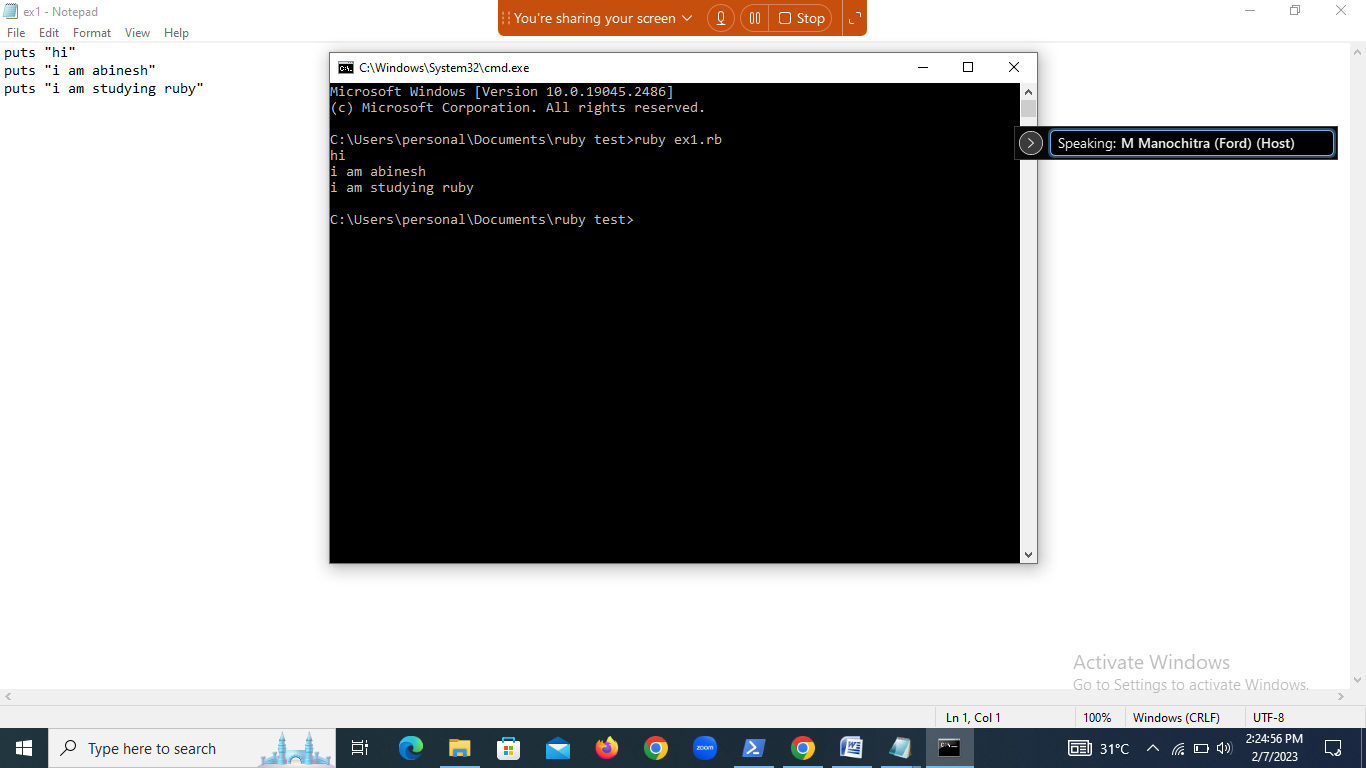 ex1 - Notepad
You're sharing your screen
Stop
File Edit Format View Help
puts "hi"
puts "i am abinesh"
puts "i am studying ruby"
C:\Windows\System32\cmd.exe
Microsoft Windows [Version 10.0.19045.2486]
(c) Microsoft Corporation. All rights reserved.
C:\Users\personal\Documents\ruby test>ruby ex1.rb
hi
i am abinesh
i am studying ruby
C:\Users\personal\Documents\ruby test>
Speaking: M Manochitra (Ford) (Host)
Activate Windows
Go to Settings to activate Windows.
Ln 1, Col 1 100% Windows (CRLF) UTF-8
Type here to search
zoom
31°C
2:24:56 PM
2/7/2023